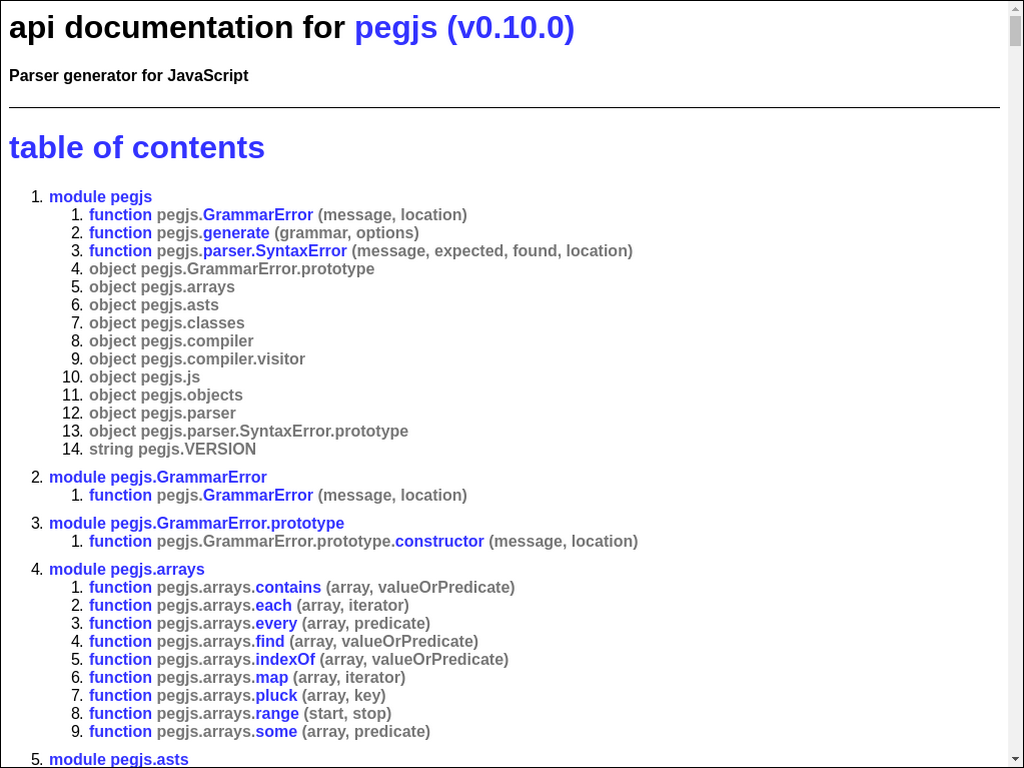 api documentation for pegjs (v0.10.0)
Parser generator for JavaScript
table of contents
1. module pegjs
1. function pegjs.GrammarError (message, location)
2. function pegjs.generate (grammar, options)
3. function pegjs.parser.SyntaxError (message, expected, found, location)
4. object pegjs.GrammarError.prototype
5. object pegjs.arrays
6. object pegjs.asts
7. object pegjs.classes
8. object pegjs.compiler
9. object pegjs.compiler.visitor
10. object pegjs.js
11. object pegjs.objects
12. object pegjs.parser
13. object pegjs.parser.SyntaxError.prototype
14. string pegjs.VERSION
2. module pegjs.GrammarError
1. function pegjs.GrammarError (message, location)
3. module pegjs.GrammarError.prototype
1. function pegjs.GrammarError.prototype.constructor (message, location)
4. module pegjs.arrays
1. function pegjs.arrays.contains (array, valueOrPredicate)
2. function pegjs.arrays.each (array, iterator)
3. function pegjs.arrays.every (array, predicate)
4. function pegjs.arrays.find (array, valueOrPredicate)
5. function pegjs.arrays.indexOf (array, valueOrPredicate)
6. function pegjs.arrays.map (array, iterator)
7. function pegjs.arrays.pluck (array, key)
8. function pegjs.arrays.range (start, stop)
9. function pegjs.arrays.some (array, predicate)
5. module pegjs.asts